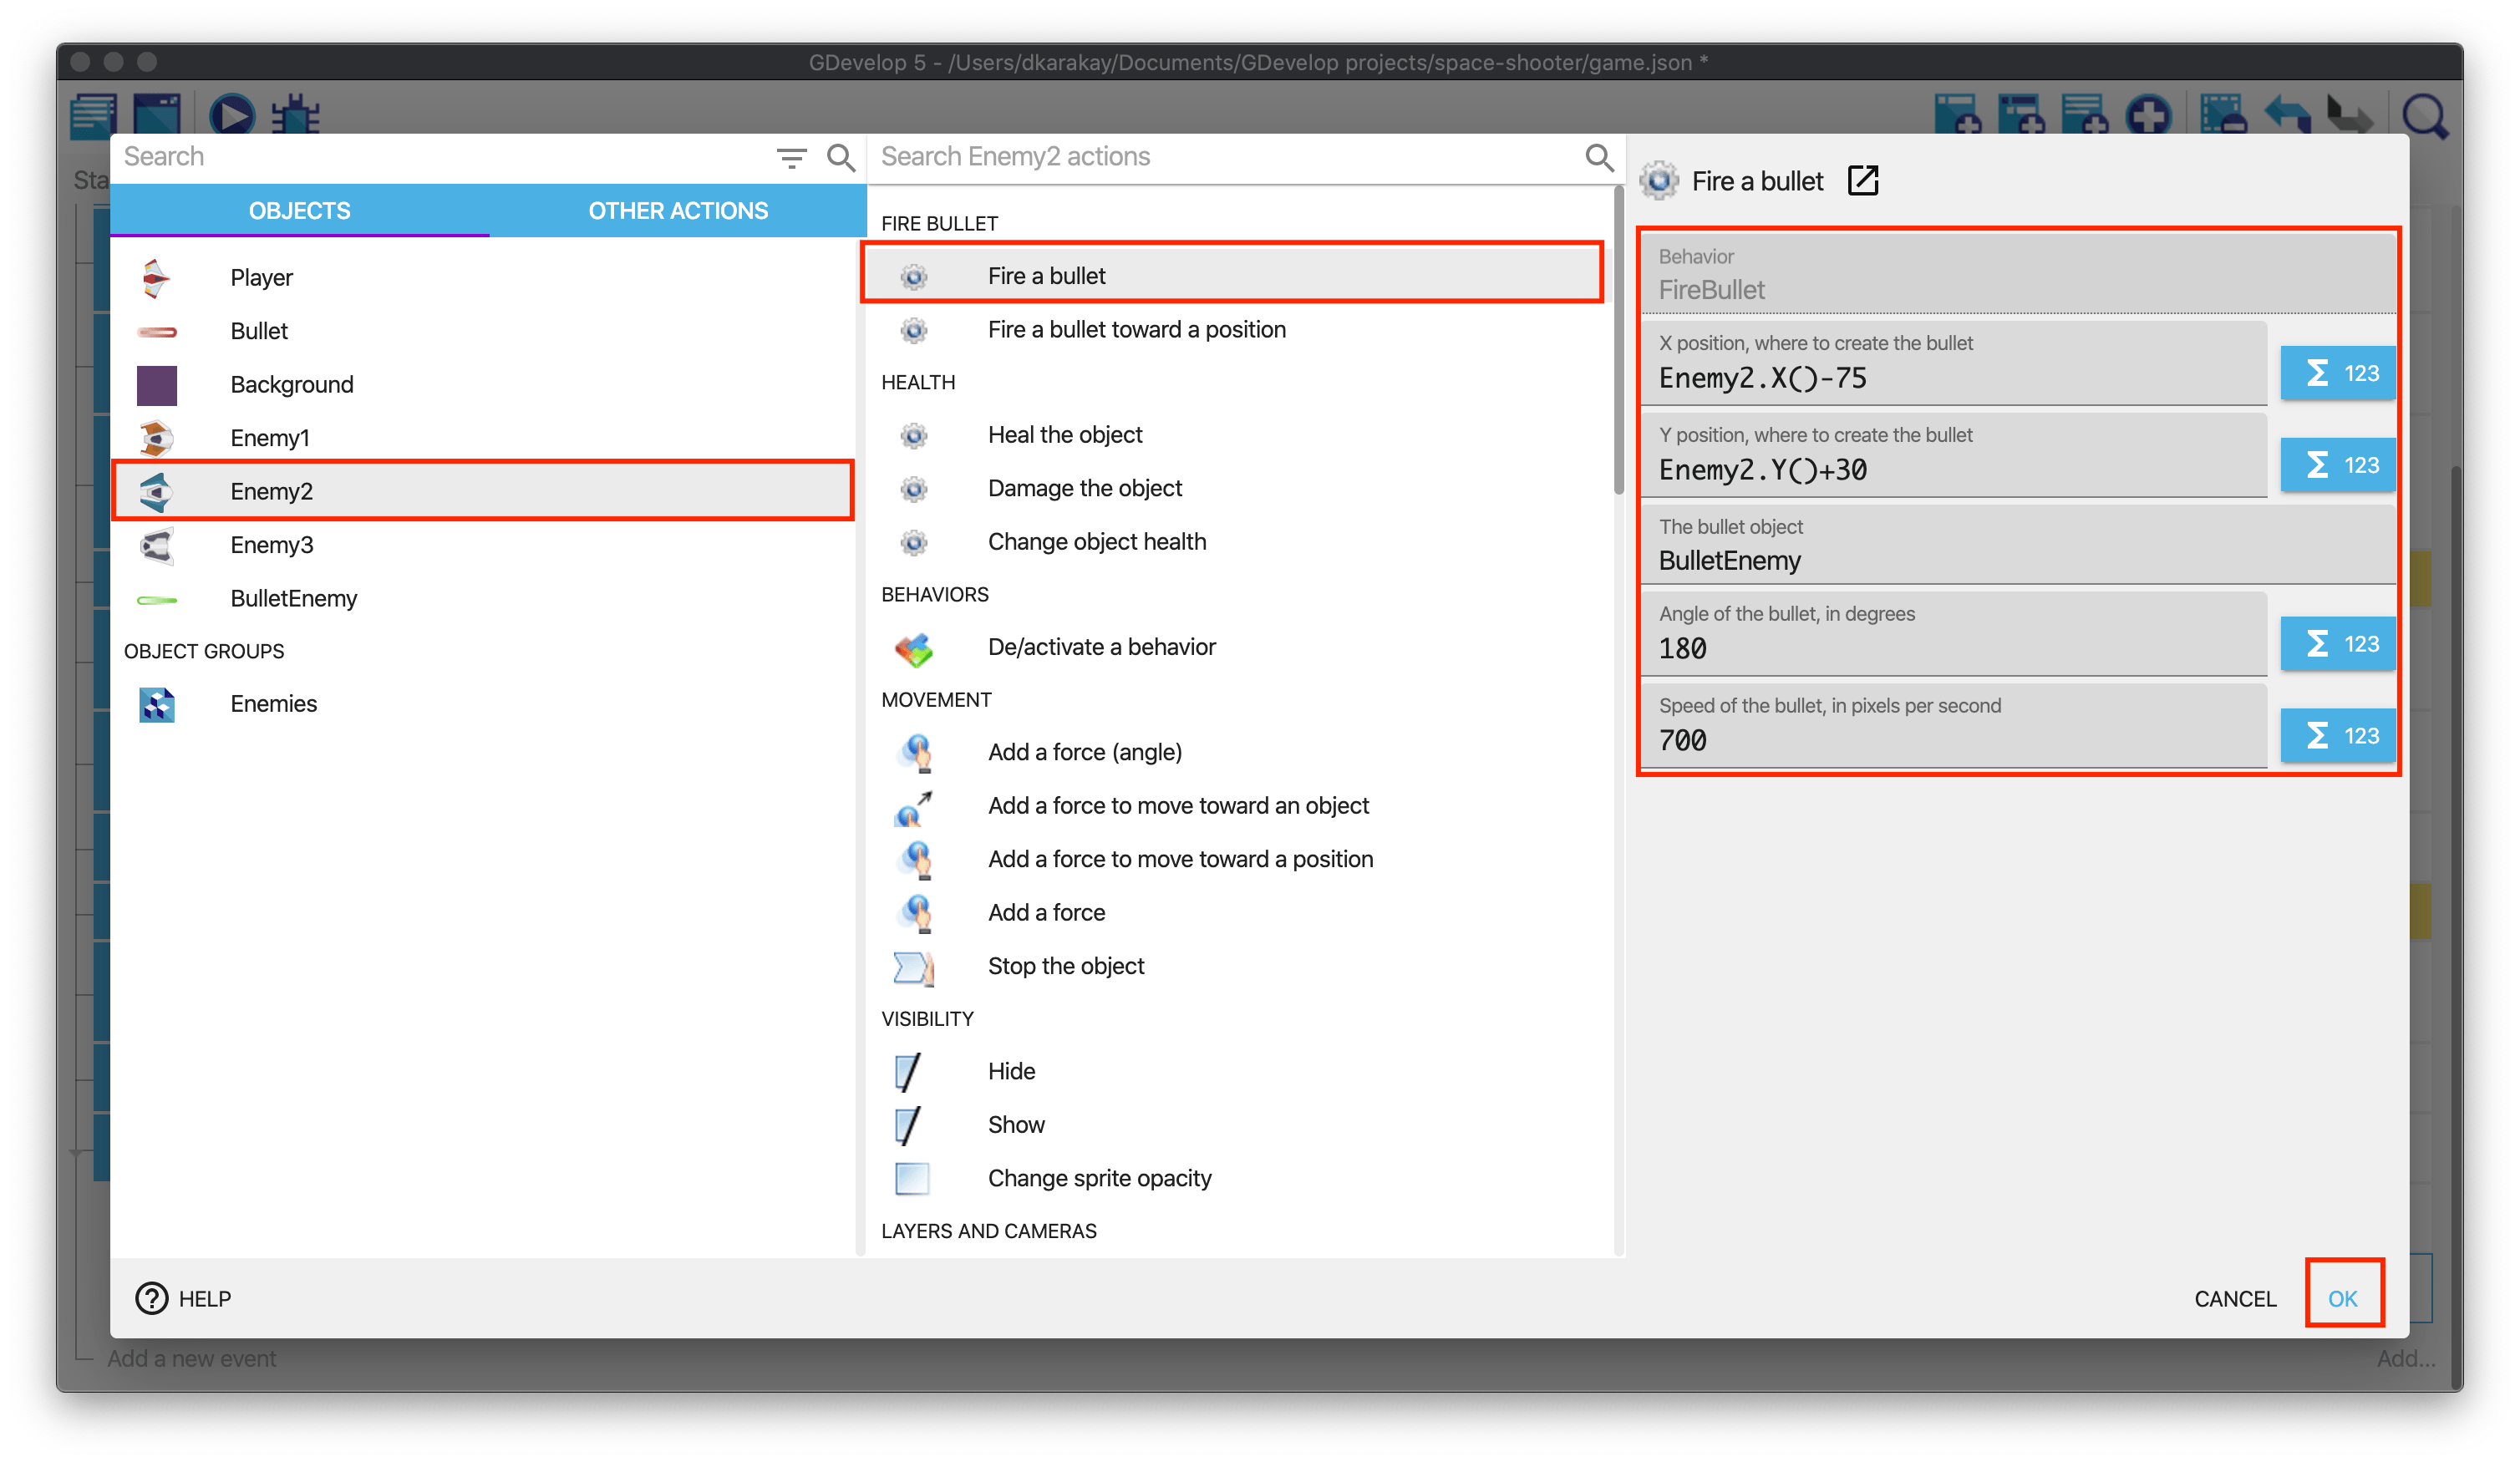 GDevelop 5 - /Users/dkarakay/Documents/GDevelop projects/space-shooter/game.json *
Sta
Search
OBJECTS
OTHER ACTIONS
Player
Bullet
Background
Enemy1
Enemy2
Enemy3
BulletEnemy
OBJECT GROUPS
Enemies
Search Enemy2 actions
FIRE BULLET
Fire a bullet
Fire a bullet toward a position
HEALTH
Heal the object
Damage the object
Change object health
BEHAVIORS
De/activate a behavior
MOVEMENT
Add a force (angle)
Add a force to move toward an object
Add a force to move toward a position
Add a force
Stop the object
VISIBILITY
Hide
Show
Change sprite opacity
LAYERS AND CAMERAS
Fire a bullet
Behavior
FireBullet
X position, where to create the bullet
Enemy2.X()-75
Σ 123
Y position, where to create the bullet
Enemy2.Y()+30
Σ 123
The bullet object
BulletEnemy
Angle of the bullet, in degrees
180
Σ 123
Speed of the bullet, in pixels per second
700
Σ 123
? HELP
CANCEL
OK
Add a new event
Add...